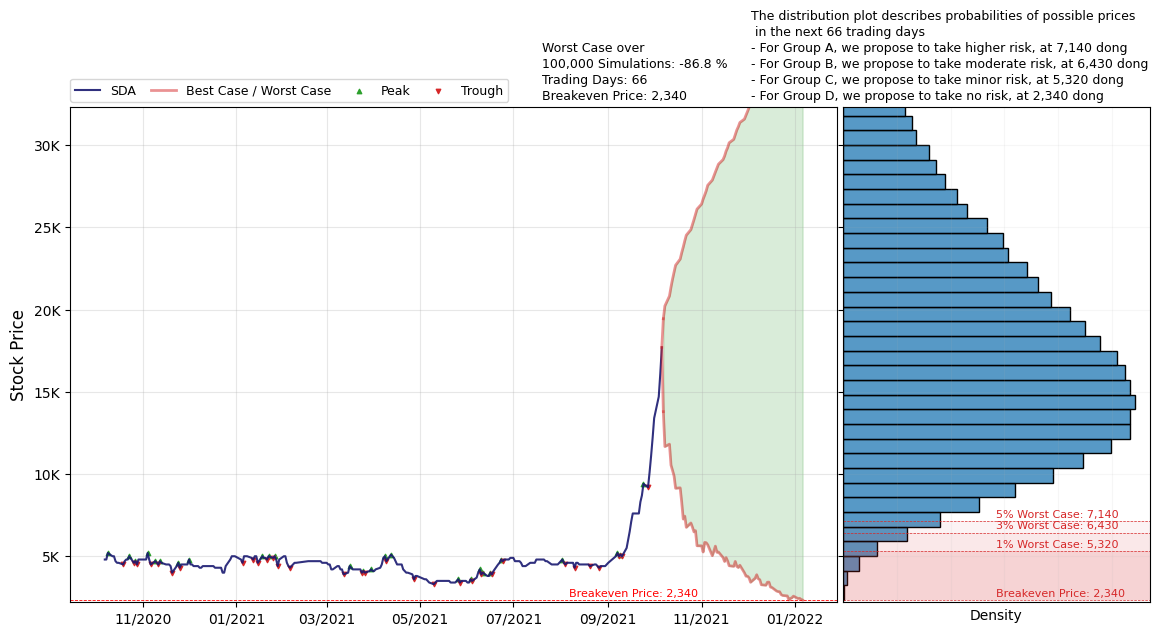 The distribution plot describes probabilities of possible prices
in the next 66 trading days
- For Group A, we propose to take higher risk, at 7,140 dong
- For Group B, we propose to take moderate risk, at 6,430 dong
- For Group C, we propose to take minor risk, at 5,320 dong
- For Group D, we propose to take no risk, at 2,340 dong
Worst Case over
100,000 Simulations: -86.8 %
Trading Days: 66
Breakeven Price: 2,340
SDA
Best Case / Worst Case
Peak
Trough
Stock Price
30K
25K
20K
15K
10K
5K
Breakeven Price: 2,340
11/2020
01/2021
03/2021
05/2021
07/2021
09/2021
11/2021
01/2022
5% Worst Case: 7,140
3% Worst Case: 6,430
1% Worst Case: 5,320
Breakeven Price: 2,340
Density